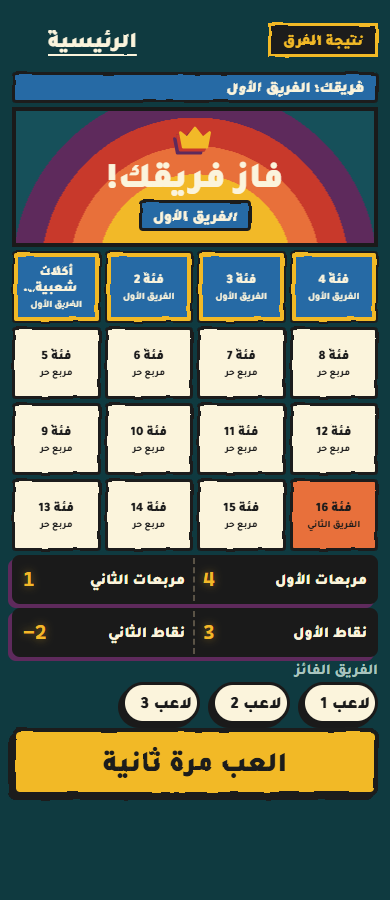 نتيجة الفرق
الرئيسية
فريقك: الفريق الأول
فاز فريقك!
الفريق الأول
فئة 4
الفريق الأول
فئة 3
الفريق الأول
فئة 2
الفريق الأول
أكلات
شعبية...
الفريق الأول
فئة 8
مربع حر
فئة 7
مربع حر
فئة 6
مربع حر
فئة 5
مربع حر
فئة 12
مربع حر
فئة 11
مربع حر
فئة 10
مربع حر
فئة 9
مربع حر
فئة 16
الفريق الثاني
فئة 15
مربع حر
فئة 14
مربع حر
فئة 13
مربع حر
مربعات الأول 4
مربعات الثاني 1
نقاط الأول 3
نقاط الثاني −2
الفريق الفائز
لاعب 1
لاعب 2
لاعب 3
العب مرة ثانية